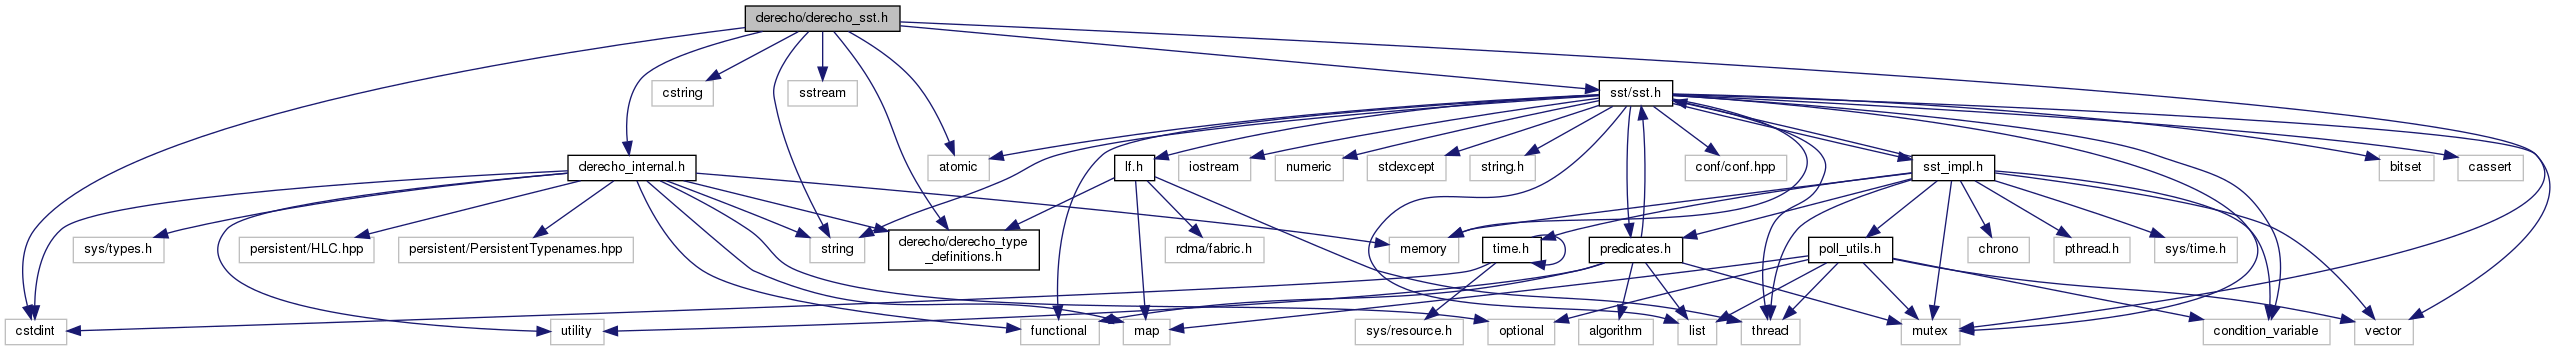 derecho/derecho_sst.h
cstring
sstream
sst/sst.h
derecho_internal.h
atomic
lf.h
iostream
numeric
stdexcept
string.h
conf/conf.hpp
sst_impl.h
bitset
cassert
sys/types.h
persistent/HLC.hpp
persistent/PersistentTypenames.hpp
string
derecho/derecho_type
_definitions.h
memory
rdma/fabric.h
time.h
predicates.h
poll_utils.h
chrono
pthread.h
sys/time.h
cstdint
utility
functional
map
sys/resource.h
optional
algorithm
list
thread
mutex
condition_variable
vector